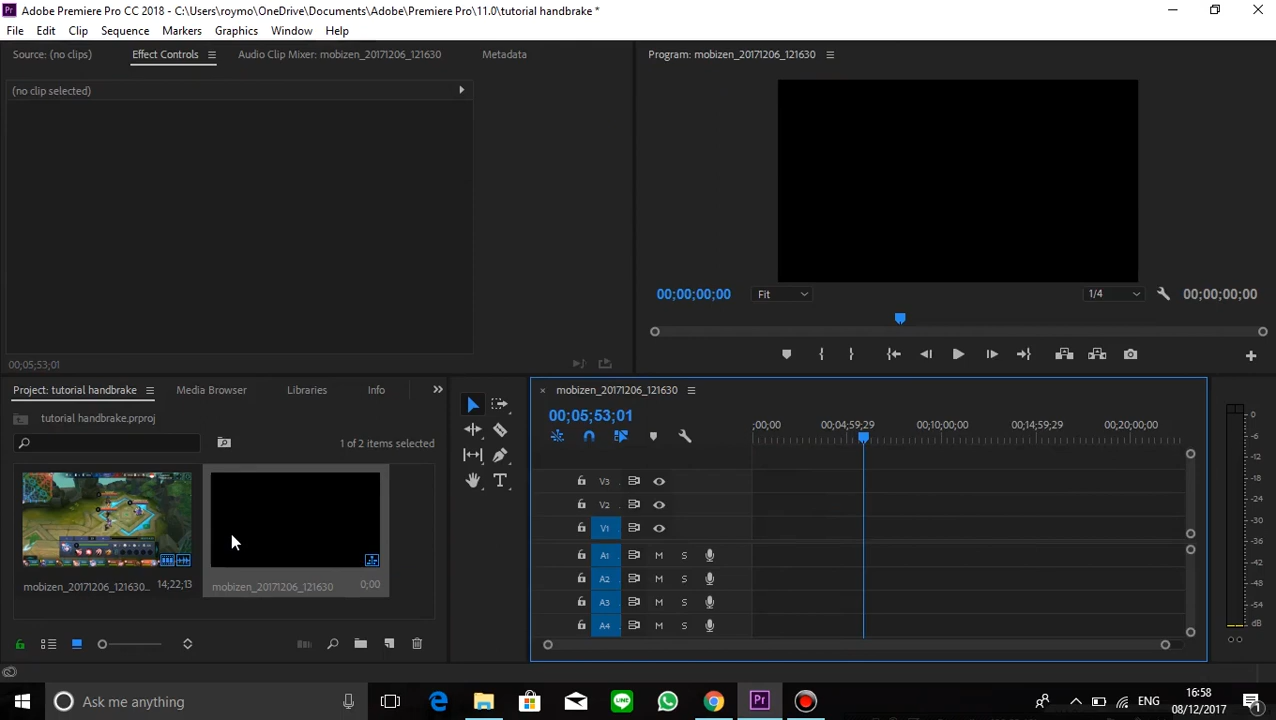 Adobe Premiere Pro CC 2018 - C:\Users\roymo\OneDrive\Documents\Adobe\Premiere Pro\11.0\tutorial handbrake *
File Edit Clip Sequence Markers Graphics Window Help
Source: (no clips) Effect Controls Audio Clip Mixer: mobizen_20171206_121630 Metadata
(no clip selected)
00;05;53;01
Program: mobizen_20171206_121630
00;00;00;00 Fit 1/4 00;00;00;00
Project: tutorial handbrake Media Browser Libraries Info
tutorial handbrake.prproj
1 of 2 items selected
mobizen_20171206_121630... 14;22;13
mobizen_20171206_121630 0;00
mobizen_20171206_121630
00;05;53;01
;00;00 00;04;59;29 00;10;00;00 00;14;59;29 00;20;00;00
V3
V2
V1
A1 M S
A2 M S
A3 M S
A4 M S
0
-6
-12
-18
-24
-30
-36
-42
-48
-54
dB
Ask me anything
ENG
16:58
08/12/2017